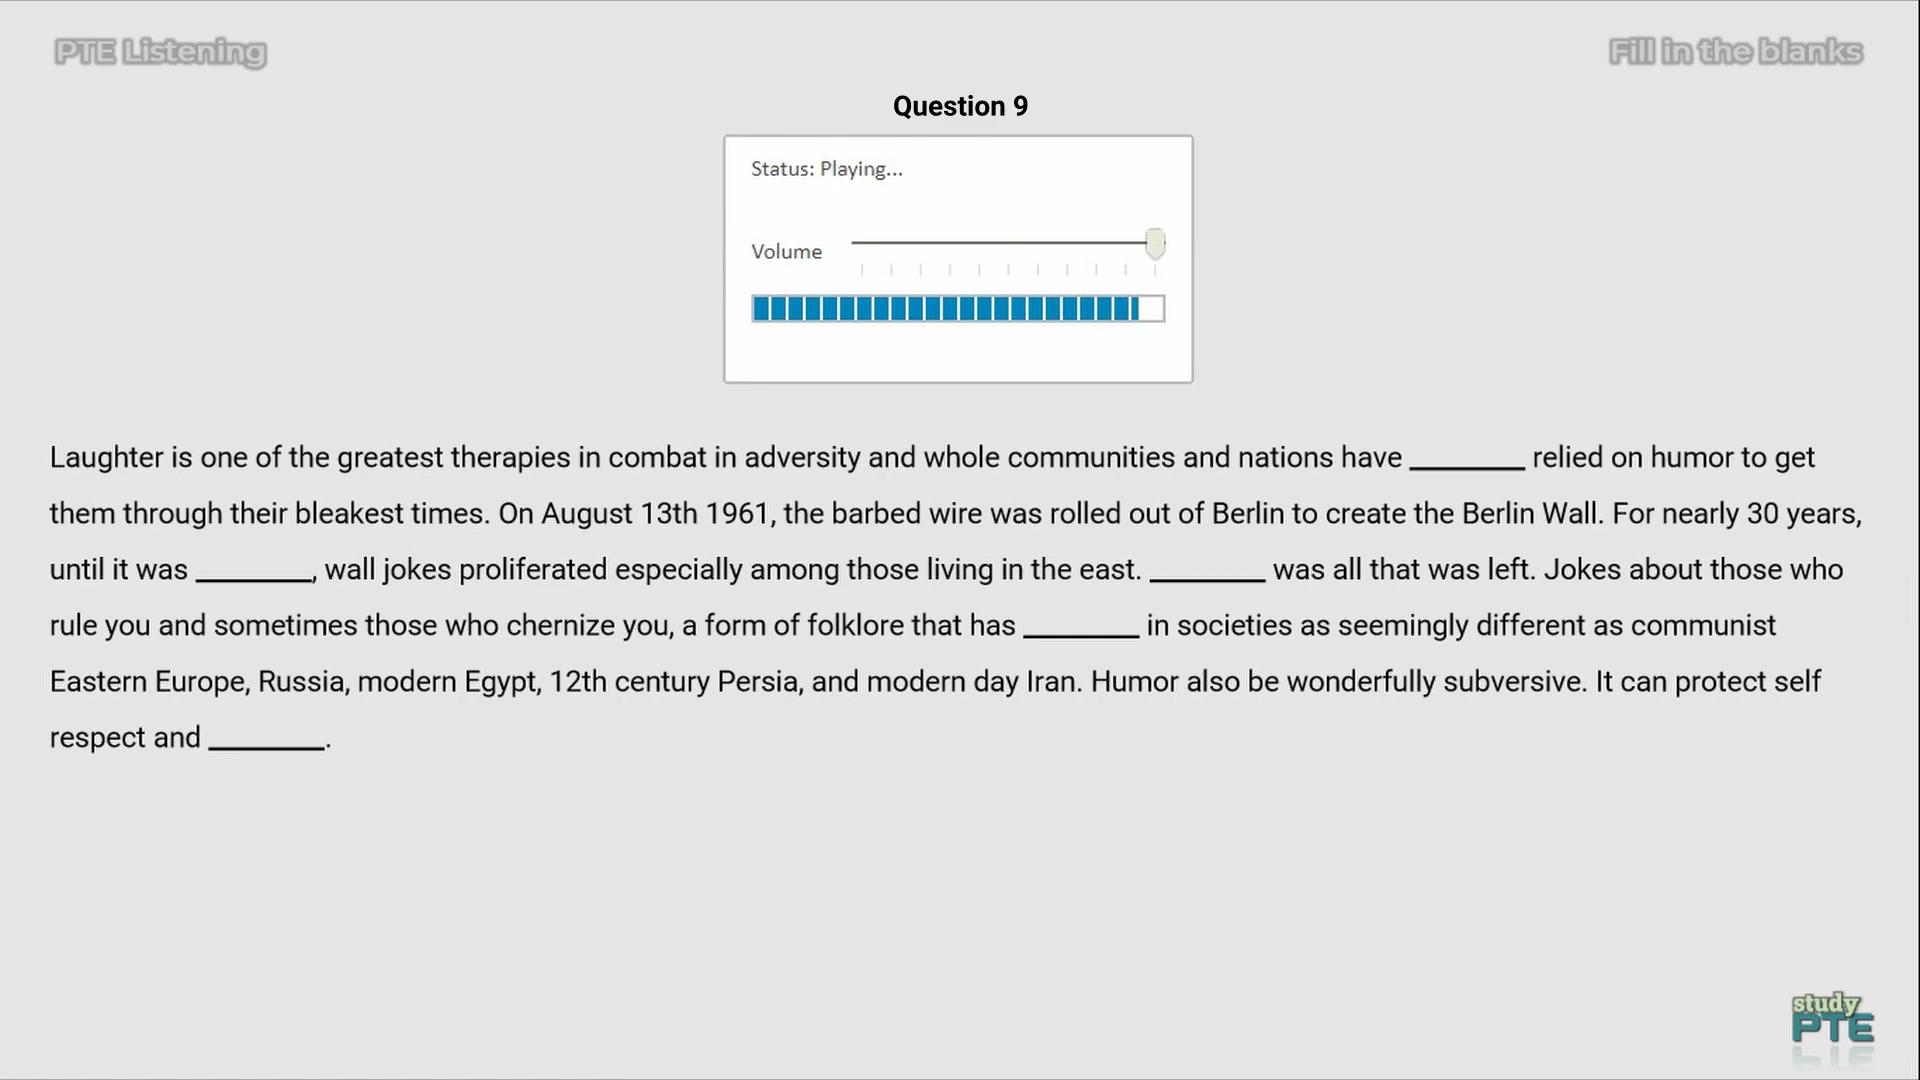 PTE Listening
Fill in the blanks
Question 9
Status: Playing...
Volume
Laughter is one of the greatest therapies in combat in adversity and whole communities and nations have ________ relied on humor to get
them through their bleakest times. On August 13th 1961, the barbed wire was rolled out of Berlin to create the Berlin Wall. For nearly 30 years,
until it was ________, wall jokes proliferated especially among those living in the east. ________ was all that was left. Jokes about those who
rule you and sometimes those who chernize you, a form of folklore that has ________ in societies as seemingly different as communist
Eastern Europe, Russia, modern Egypt, 12th century Persia, and modern day Iran. Humor also be wonderfully subversive. It can protect self
respect and ________.
study
PTE